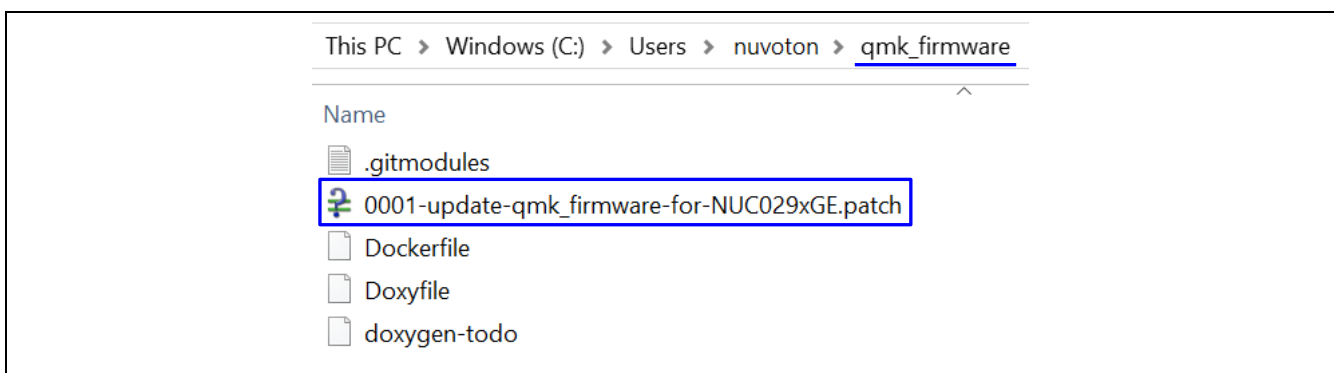 This PC > Windows (C:) > Users > nuvoton > qmk_firmware
Name
.gitmodules
0001-update-qmk_firmware-for-NUC029xGE.patch
Dockerfile
Doxyfile
doxygen-todo